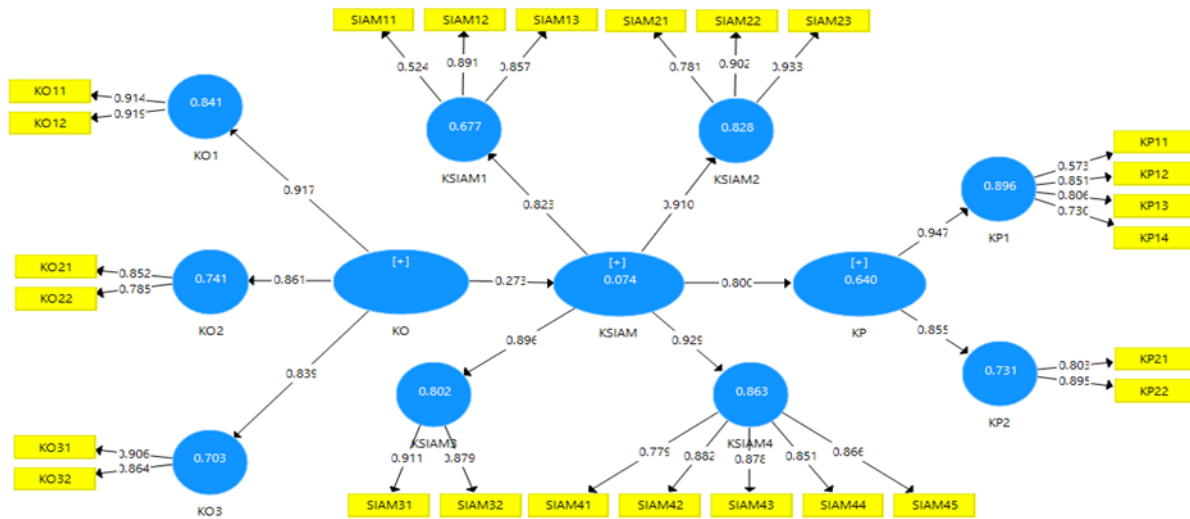 SIAM11 SIAM12 SIAM13 SIAM21 SIAM22 SIAM23
0.524 0.891 0.857 0.781 0.902 0.933
KO11
KO12
0.914
0.919
0.841
KO1
0.677
KSIAM1
0.828
KSIAM2
KP11
KP12
KP13
KP14
0.573
0.851
0.806
0.730
0.896
KP1
0.917
0.823
0.910
0.947
KO21
KO22
0.852
0.785
0.741
KO2
0.861
[+]
KO
0.273
[+]
0.074
KSIAM
0.800
[+]
0.640
KP
0.839
0.896
0.929
0.855
0.802
KSIAM3
0.863
KSIAM4
0.731
KP2
0.803
0.895
KP21
KP22
KO31
KO32
0.906
0.864
0.703
KO3
0.911 0.879 0.779 0.882 0.878 0.851 0.866
SIAM31 SIAM32 SIAM41 SIAM42 SIAM43 SIAM44 SIAM45